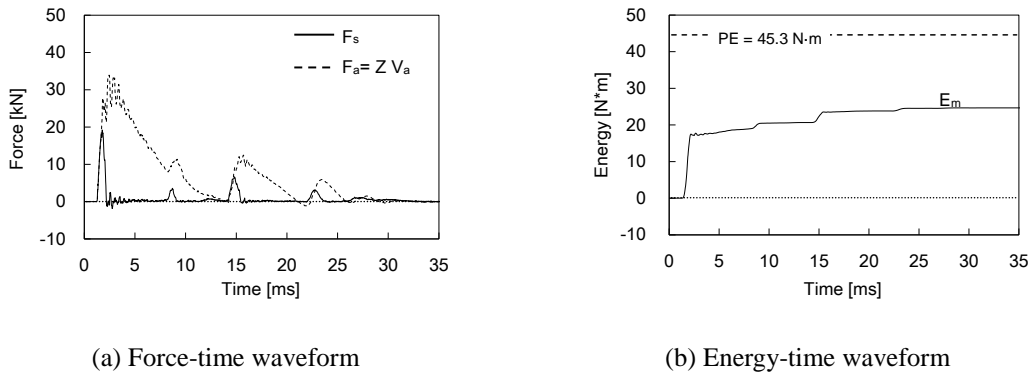 50
40
30
20
10
0
-10
Force [kN]
Fs
Fa= Z Va
0 5 10 15 20 25 30 35
Time [ms]
(a) Force-time waveform
50
40
30
20
10
0
-10
Energy [N*m]
PE = 45.3 N·m
Em
0 5 10 15 20 25 30 35
Time [ms]
(b) Energy-time waveform